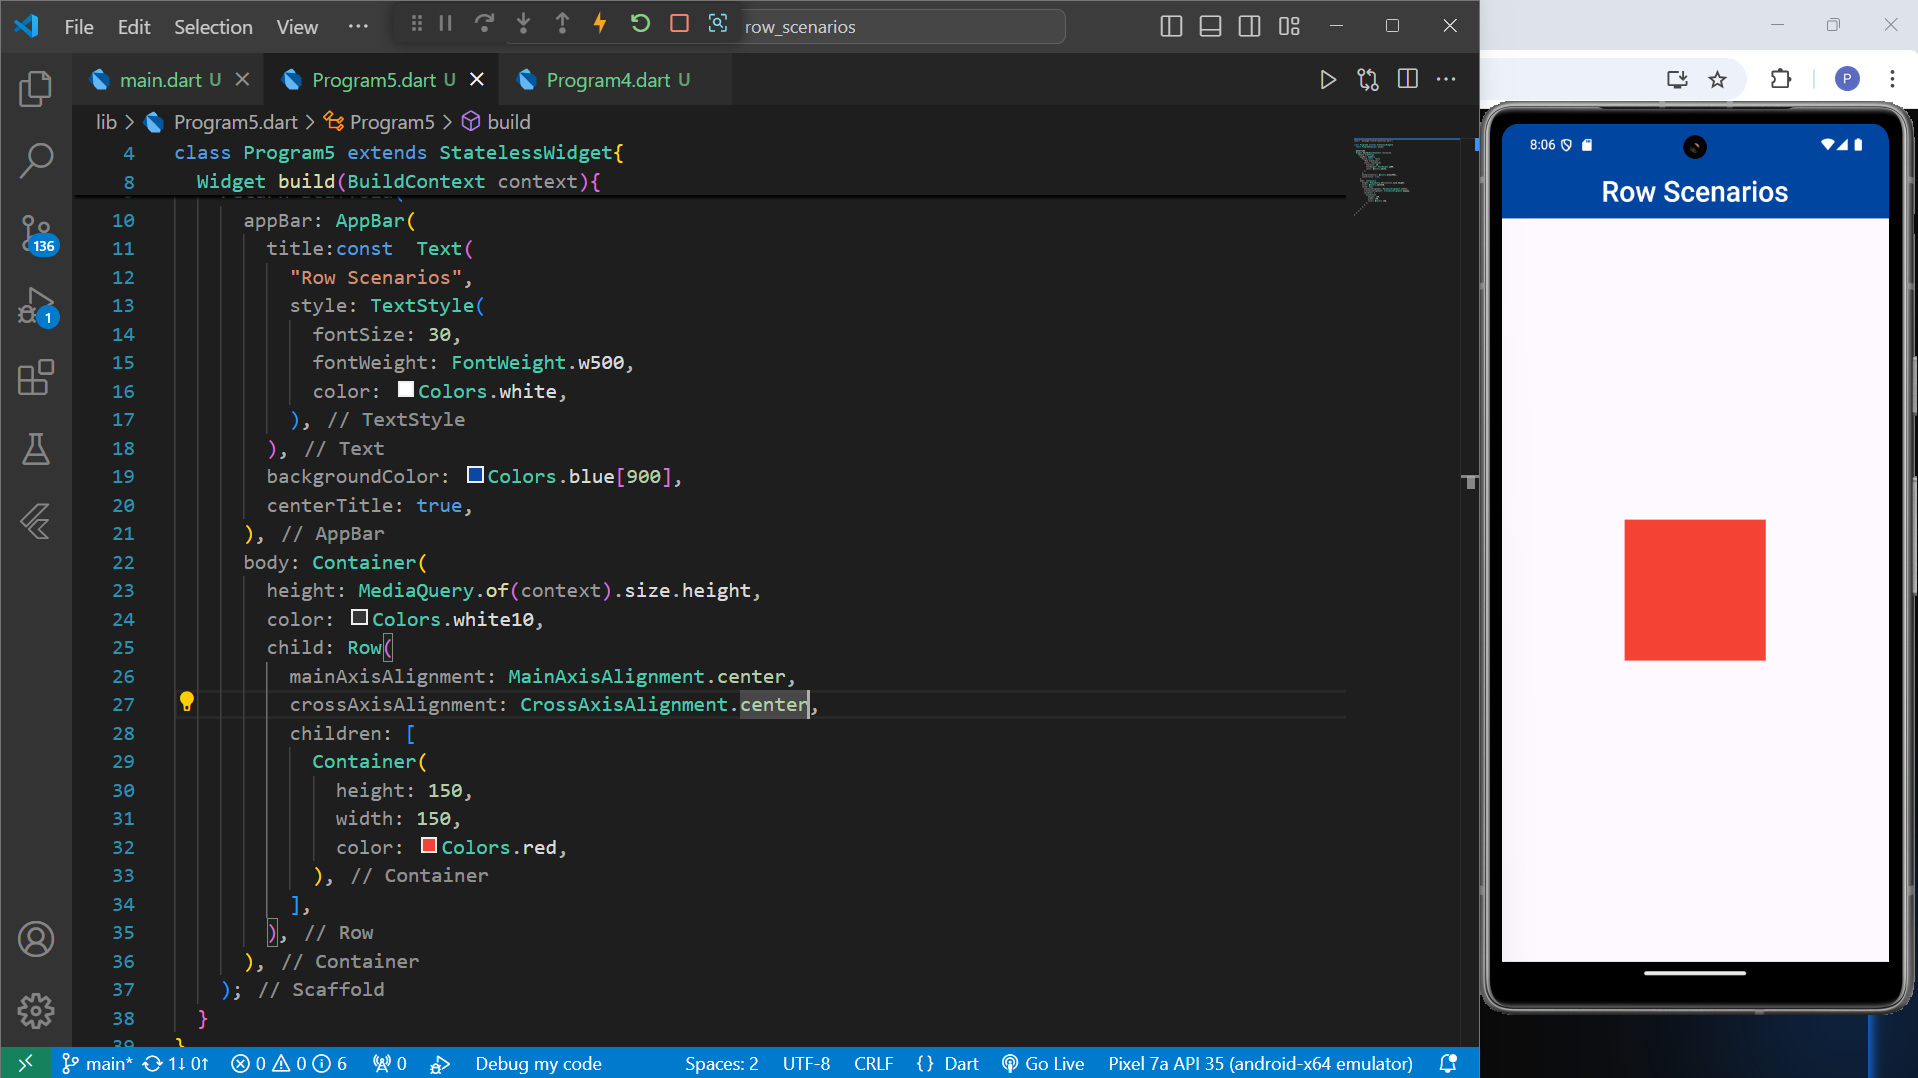 File Edit Selection View ··· row_scenarios
main.dart U Program5.dart U Program4.dart U
lib > Program5.dart > Program5 > build
4 class Program5 extends StatelessWidget{
8 Widget build(BuildContext context){
10 appBar: AppBar(
11 title:const  Text(
12 "Row Scenarios",
13 style: TextStyle(
14 fontSize: 30,
15 fontWeight: FontWeight.w500,
16 color: Colors.white,
17 ), // TextStyle
18 ), // Text
19 backgroundColor: Colors.blue[900],
20 centerTitle: true,
21 ), // AppBar
22 body: Container(
23 height: MediaQuery.of(context).size.height,
24 color: Colors.white10,
25 child: Row(
26 mainAxisAlignment: MainAxisAlignment.center,
27 crossAxisAlignment: CrossAxisAlignment.center,
28 children: [
29 Container(
30 height: 150,
31 width: 150,
32 color: Colors.red,
33 ), // Container
34 ],
35 ), // Row
36 ), // Container
37 ); // Scaffold
38 }
39 }
136
1
main* 1↓ 0↑ 0 0 6 0 Debug my code Spaces: 2 UTF-8 CRLF {} Dart Go Live Pixel 7a API 35 (android-x64 emulator)
P
8:06
Row Scenarios